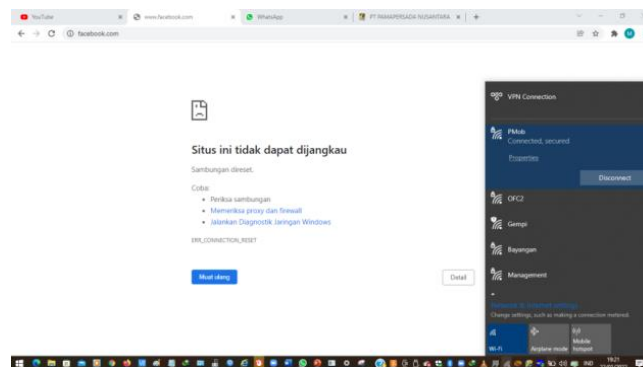 YouTube
www.facebook.com
WhatsApp
PT PAMAPERSADA NUSANTARA
facebook.com
Situs ini tidak dapat dijangkau
Sambungan direset.
Coba:
Periksa sambungan
Memeriksa proxy dan firewall
Jalankan Diagnostik Jaringan Windows
ERR_CONNECTION_RESET
Muat ulang
Detail
VPN Connection
PMob
Connected, secured
Properties
Disconnect
OFC2
Gempi
Bayangan
Management
Network & Internet settings
Change settings, such as making a connection metered.
Wi-Fi
Airplane mode
Mobile
hotspot
IND
19:21